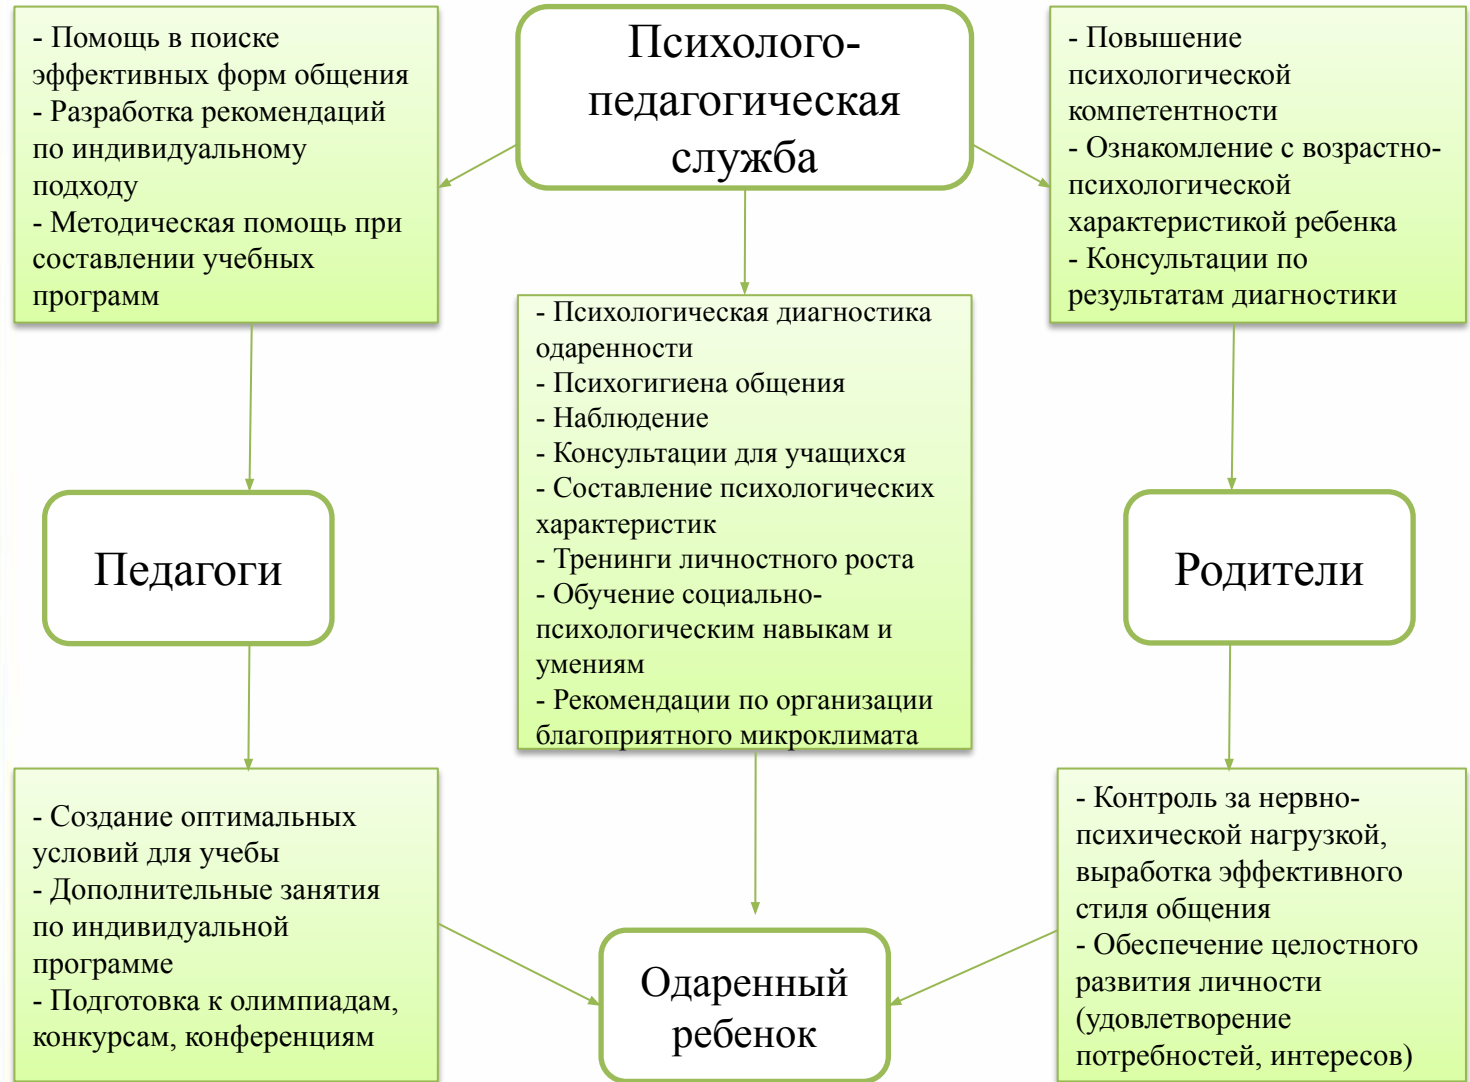 - Помощь в поиске
эффективных форм общения
- Разработка рекомендаций
по индивидуальному
подходу
- Методическая помощь при
составлении учебных
программ
Психолого-
педагогическая
служба
- Повышение
психологической
компетентности
- Ознакомление с возрастно-
психологической
характеристикой ребенка
- Консультации по
результатам диагностики
- Психологическая диагностика
одаренности
- Психогигиена общения
- Наблюдение
- Консультации для учащихся
- Составление психологических
характеристик
- Тренинги личностного роста
- Обучение социально-
психологическим навыкам и
умениям
- Рекомендации по организации
благоприятного микроклимата
Педагоги
Родители
- Создание оптимальных
условий для учебы
- Дополнительные занятия
по индивидуальной
программе
- Подготовка к олимпиадам,
конкурсам, конференциям
Одаренный
ребенок
- Контроль за нервно-
психической нагрузкой,
выработка эффективного
стиля общения
- Обеспечение целостного
развития личности
(удовлетворение
потребностей, интересов)